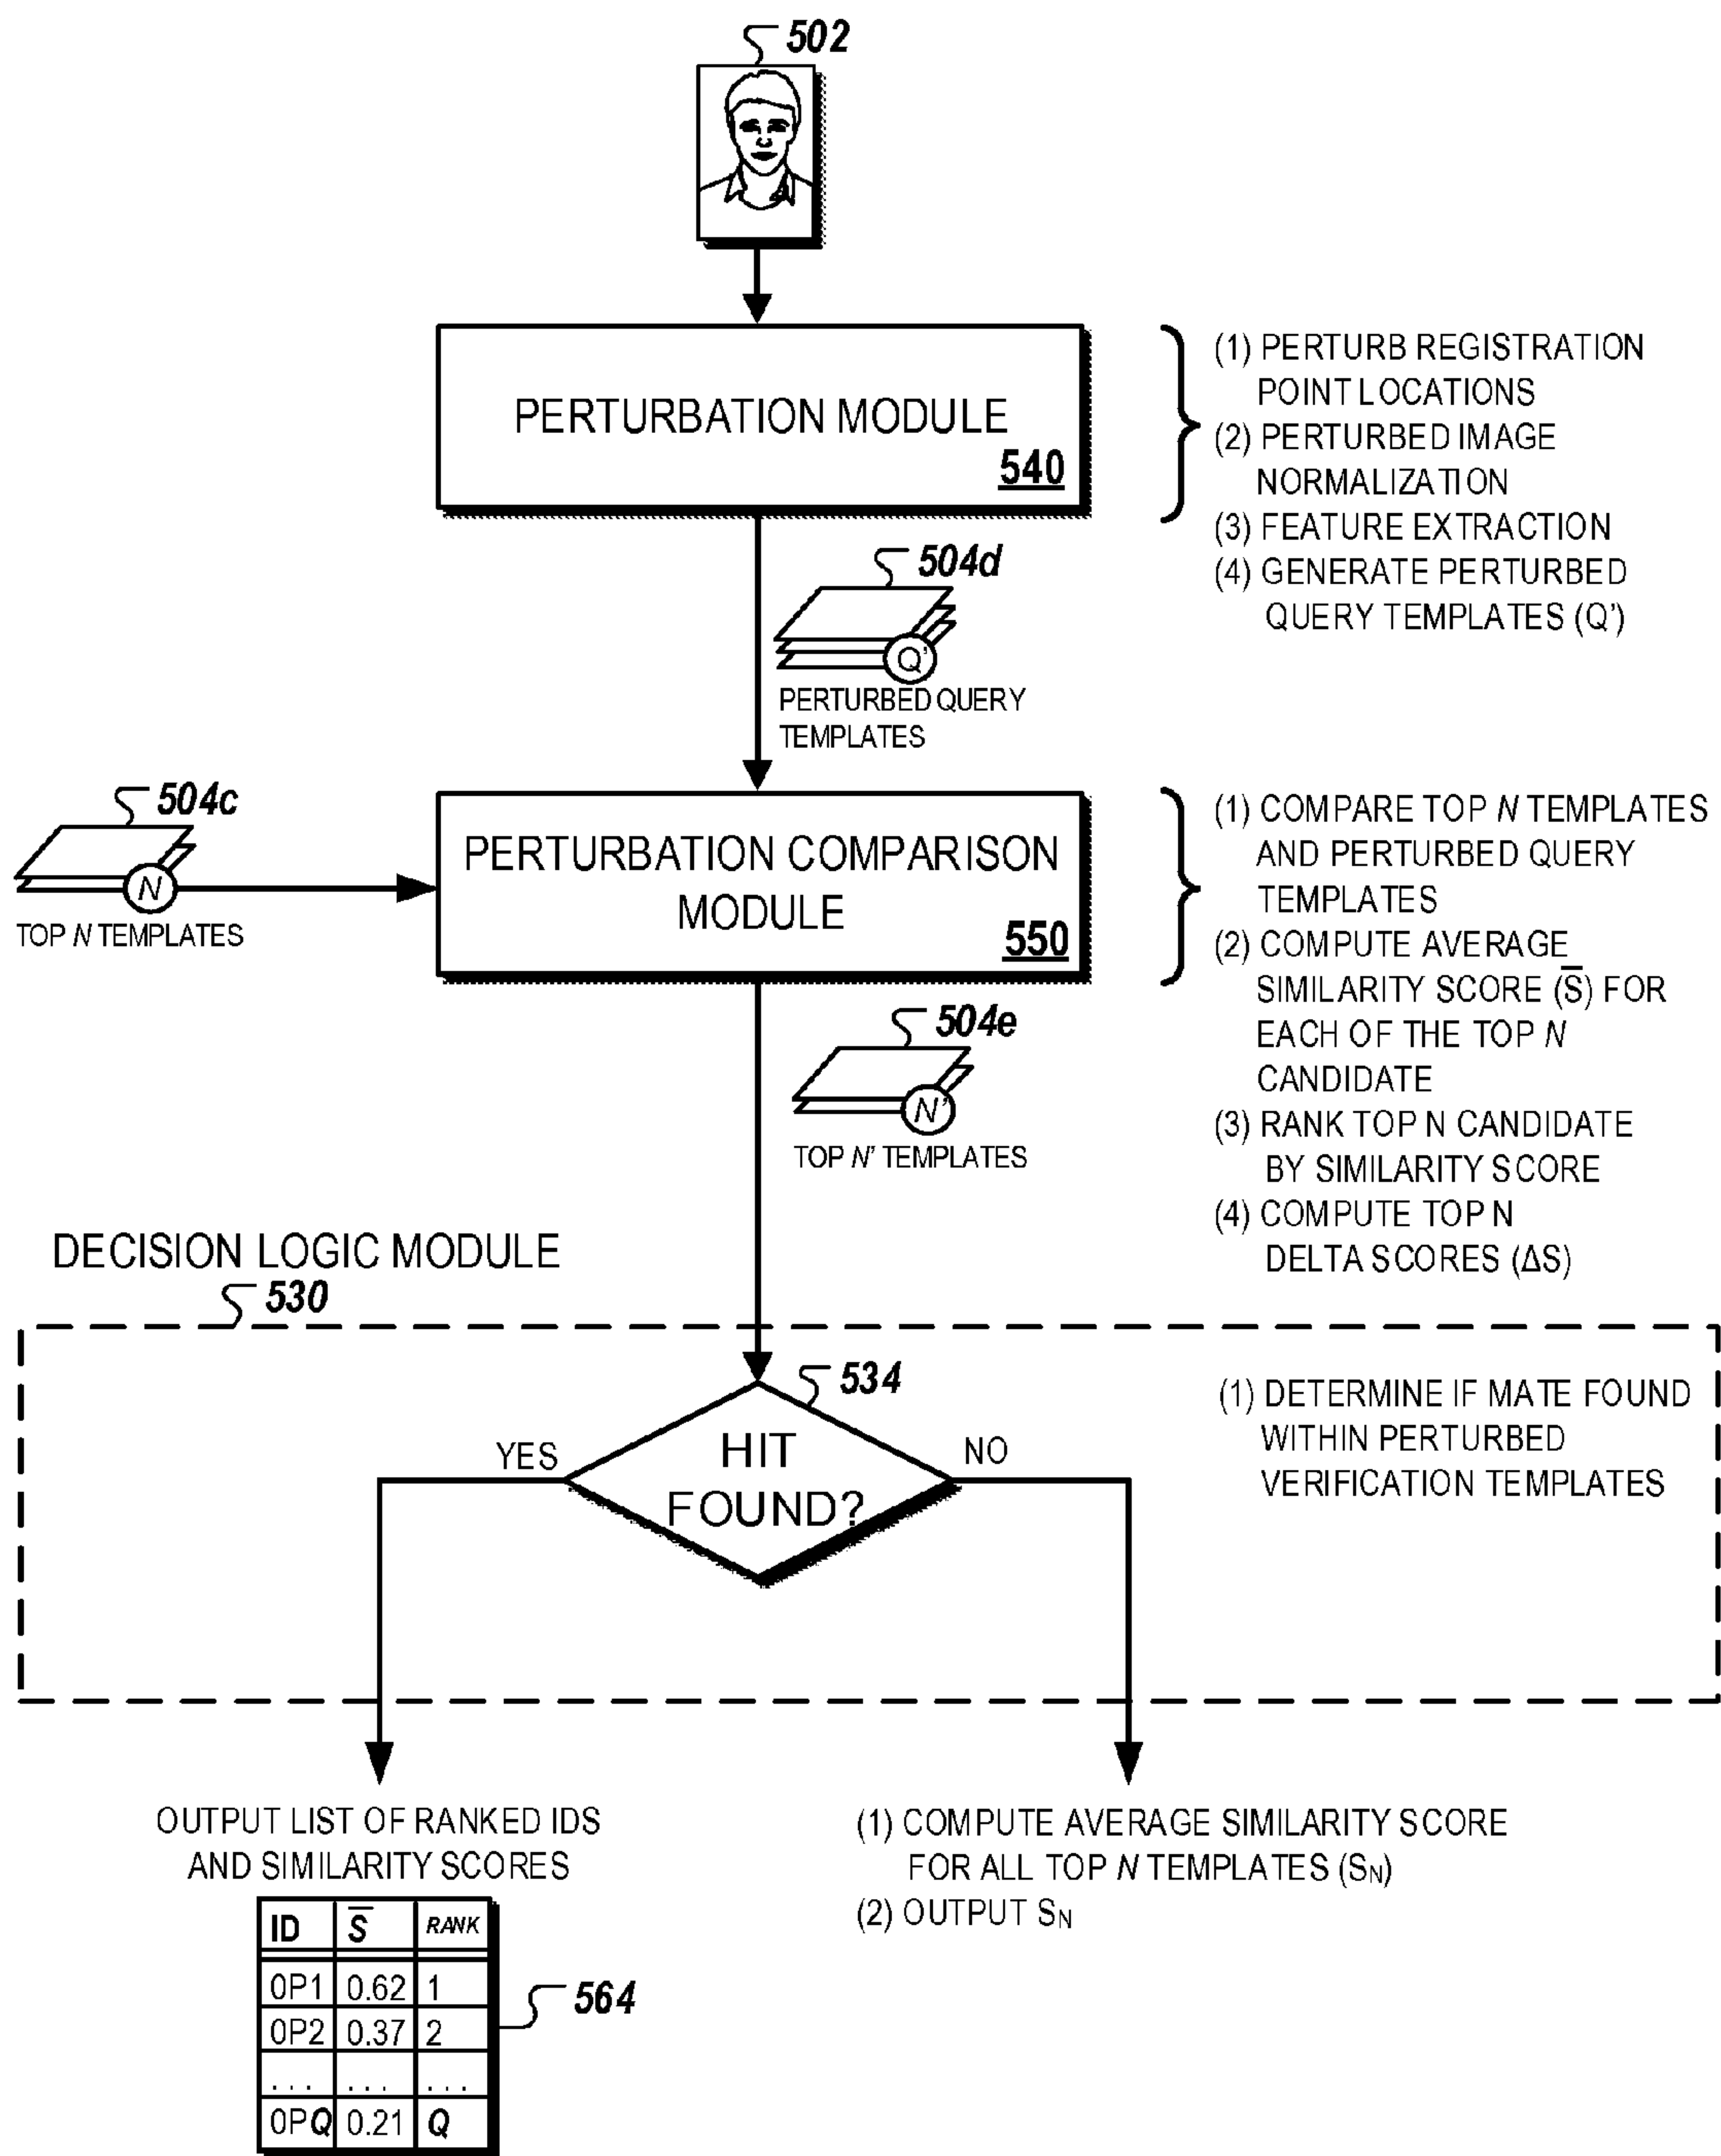 502
PERTURBATION MODULE
540
(1) PERTURB REGISTRATION
POINT LOCATIONS
(2) PERTURBED IMAGE
NORMALIZATION
(3) FEATURE EXTRACTION
(4) GENERATE PERTURBED
QUERY TEMPLATES (Q')
504d
Q'
PERTURBED QUERY
TEMPLATES
504c
N
TOP N TEMPLATES
PERTURBATION COMPARISON
MODULE
550
(1) COMPARE TOP N TEMPLATES
AND PERTURBED QUERY
TEMPLATES
(2) COMPUTE AVERAGE
SIMILARITY SCORE (S̅) FOR
EACH OF THE TOP N
CANDIDATE
(3) RANK TOP N CANDIDATE
BY SIMILARITY SCORE
(4) COMPUTE TOP N
DELTA SCORES (ΔS)
504e
N'
TOP N' TEMPLATES
DECISION LOGIC MODULE
530
534
HIT
FOUND?
YES
NO
(1) DETERMINE IF MATE FOUND
WITHIN PERTURBED
VERIFICATION TEMPLATES
OUTPUT LIST OF RANKED IDS
AND SIMILARITY SCORES
ID S̅ RANK
0P1 0.62 1
0P2 0.37 2
... ... ...
0PQ 0.21 Q
564
(1) COMPUTE AVERAGE SIMILARITY SCORE
FOR ALL TOP N TEMPLATES (SN)
(2) OUTPUT SN